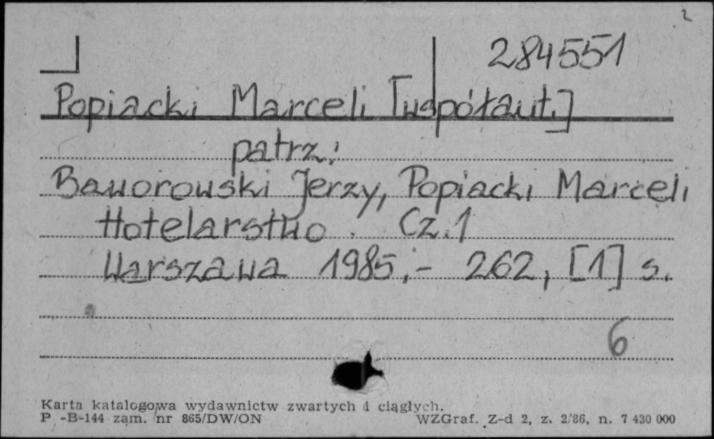 2
284551
Popiacki Marceli [współaut.]
patrz:
Baworowski Jerzy, Popiacki Marceli
Hotelarstwo. Cz.1
Warszawa 1985.- 262, [1] s.
6
Karta katalogowa wydawnictw zwartych i ciągłych.
P -B-144 zam. nr 865/DW/ON WZGraf. Z-d 2, z. 2/86, n. 7 430 000